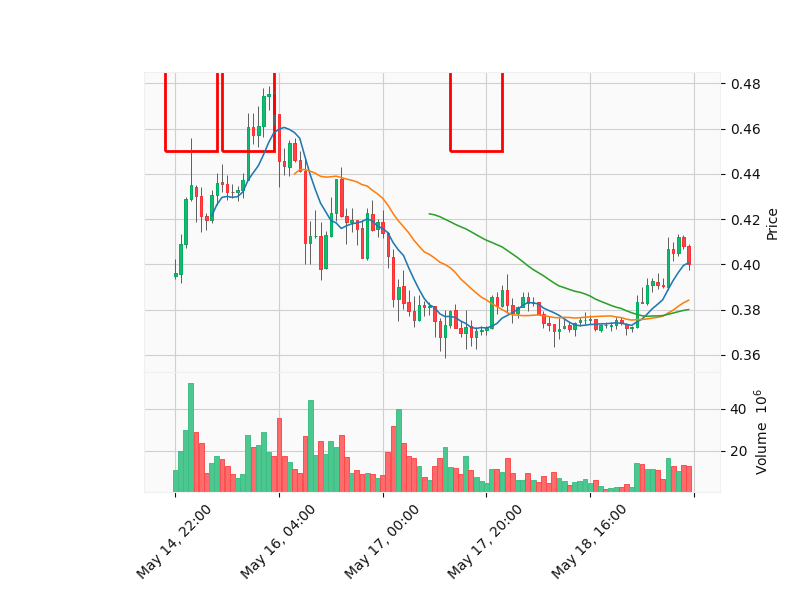 0.48
0.46
0.44
0.42
0.40
0.38
0.36
Price
40
20
Volume 10^6
May 14, 22:00
May 16, 04:00
May 17, 00:00
May 17, 20:00
May 18, 16:00